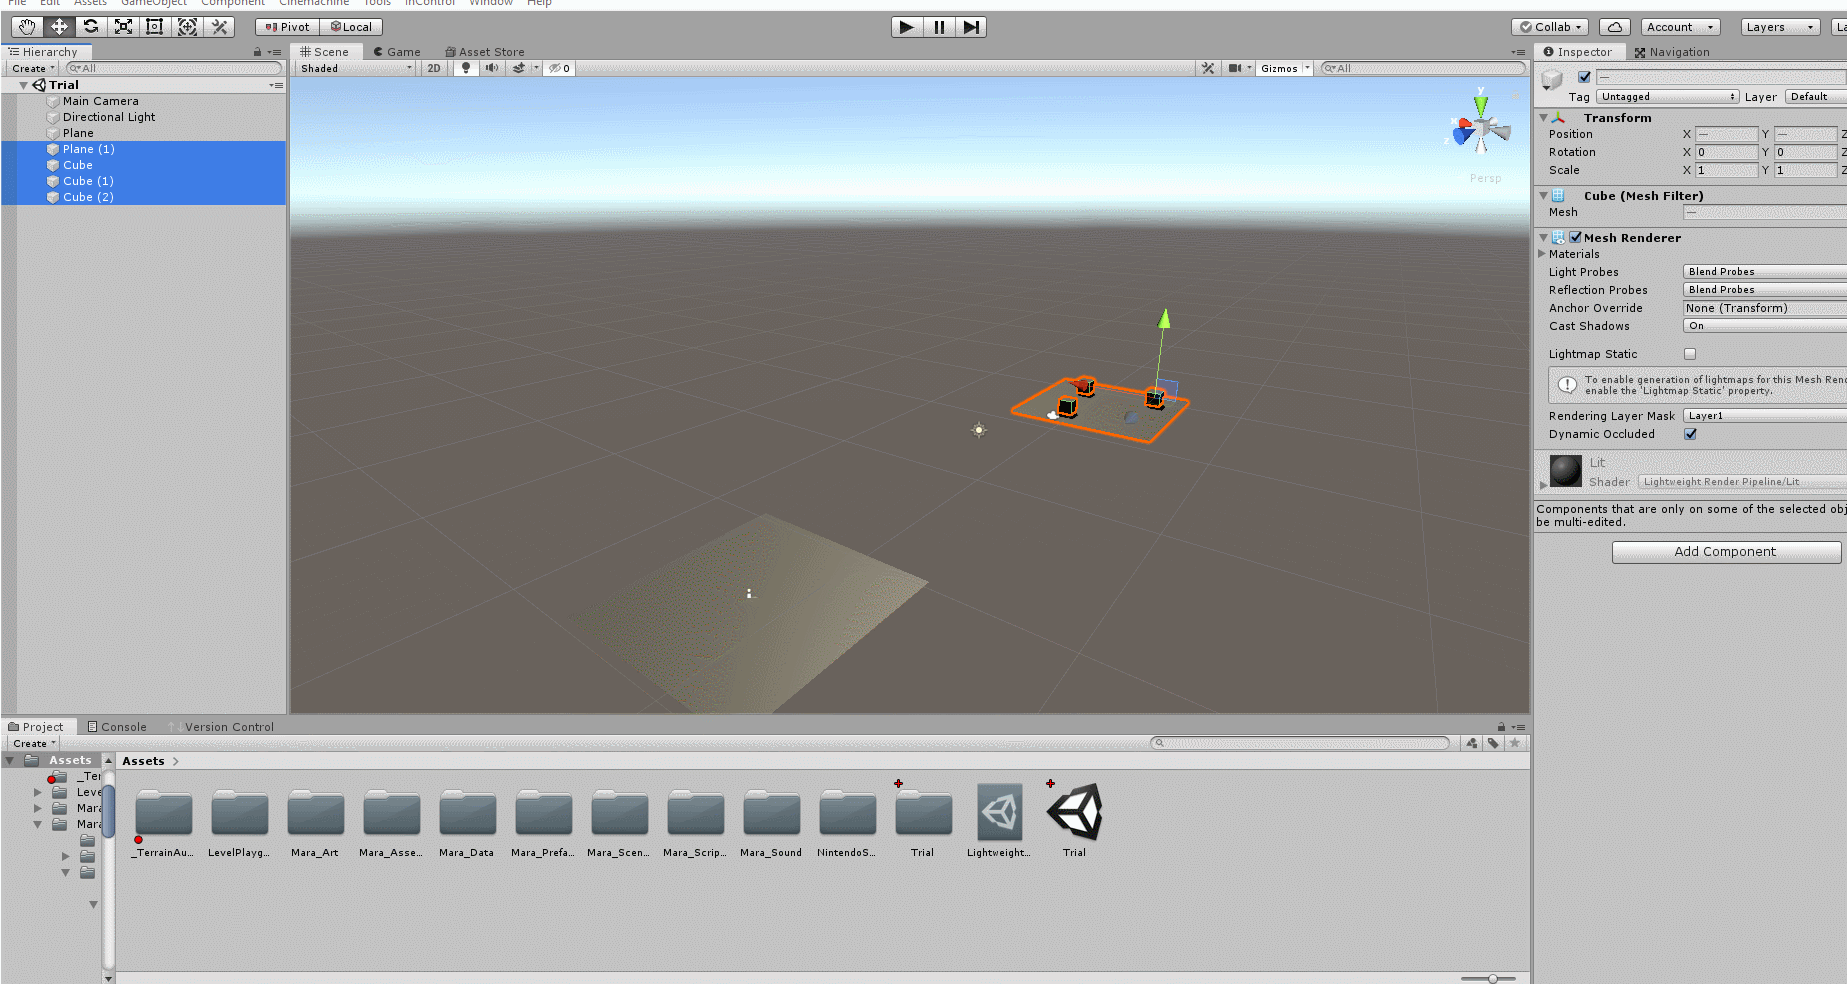 File Edit Assets GameObject Component Cinemachine Tools InControl Window Help
Pivot Local Collab Account Layers La
Hierarchy Scene Game Asset Store Inspector Navigation
Create All Shaded 2D 0 Gizmos All
Trial
Main Camera
Directional Light
Plane
Plane (1)
Cube
Cube (1)
Cube (2)
y
x
z
Persp
—
Tag Untagged Layer Default
Transform
Position X — Y — Z
Rotation X 0 Y 0 Z
Scale X 1 Y 1 Z
Cube (Mesh Filter)
Mesh —
Mesh Renderer
Materials
Light Probes Blend Probes
Reflection Probes Blend Probes
Anchor Override None (Transform)
Cast Shadows On
Lightmap Static
To enable generation of lightmaps for this Mesh Ren
enable the 'Lightmap Static' property.
Rendering Layer Mask Layer1
Dynamic Occluded
Lit
Shader Lightweight Render Pipeline/Lit
Components that are only on some of the selected obj
be multi-edited.
Add Component
Project Console Version Control
Create
Assets
_Ter
Leve
Mara
Mara
Assets
_TerrainAu... LevelPlayg... Mara_Art Mara_Asse... Mara_Data Mara_Prefa... Mara_Scen... Mara_Scrip... Mara_Sound NintendoS... Trial Lightweight... Trial